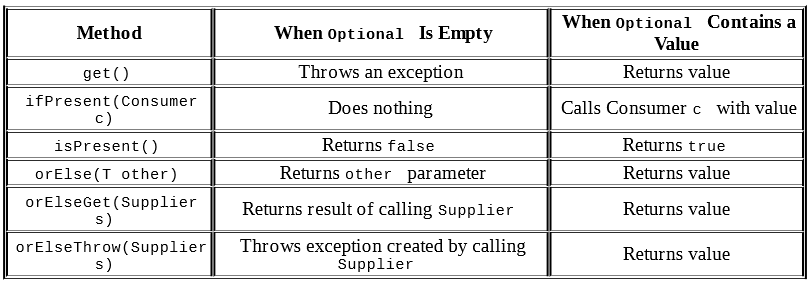 Method When Optional Is Empty When Optional Contains a
Value
get() Throws an exception Returns value
ifPresent(Consumer
c) Does nothing Calls Consumer c with value
isPresent() Returns false Returns true
orElse(T other) Returns other parameter Returns value
orElseGet(Supplier
s) Returns result of calling Supplier Returns value
orElseThrow(Supplier
s) Throws exception created by calling
Supplier Returns value